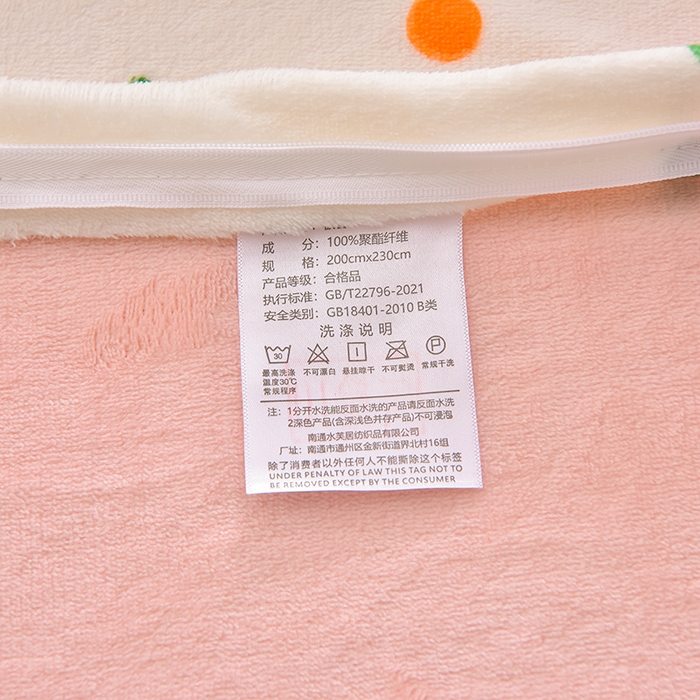 成 分：100%聚酯纤维
规 格：200cmx230cm
产品等级：合格品
执行标准：GB/T22796-2021
安全类别：GB18401-2010 B类
洗涤说明
30
最高洗涤 不可漂白 悬挂晾干 不可熨烫 常规干洗
温度30℃
常规程序
注：1分开水洗能反面水洗的产品请反面水洗
2深色产品(含深浅色并存产品)不可浸泡
南通水芙居纺织品有限公司
厂址：南通市通州区金新街道界北村16组
除了消费者以外任何人不能撕除这个标签
UNDER PENALTY OF LAW THIS TAG NOT TO
BE REMOVED EXCEPT BY THE CONSUMER